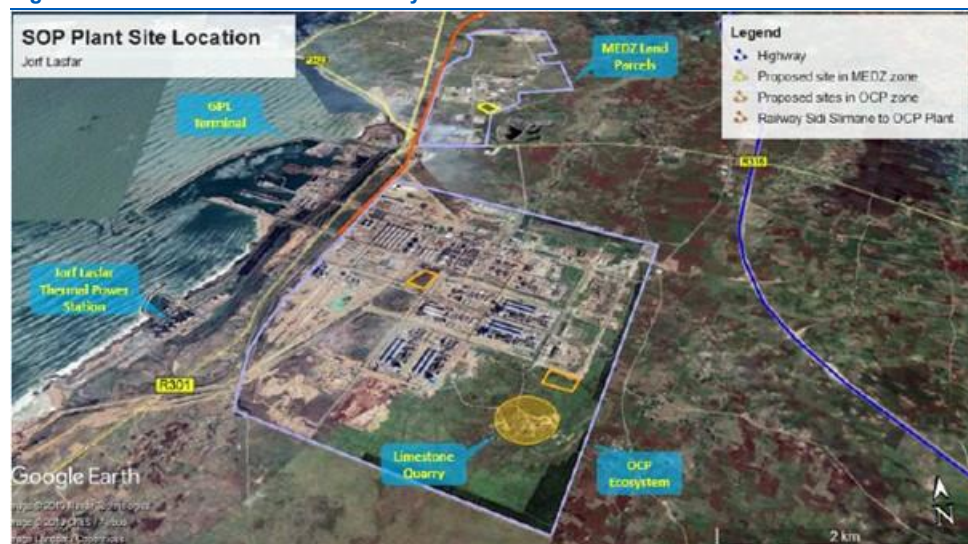 SOP Plant Site Location
Jorf Lasfar
Legend
Highway
Proposed site in MEDZ zone
Proposed sites in OCP zone
Railway Sidi Slimane to OCP Plant
MEDZ Land
Parcels
GPL
Terminal
R316
Jorf Lasfar
Thermal Power
Station
R301
Limestone
Quarry
OCP
Ecosystem
Google Earth
N
2 km